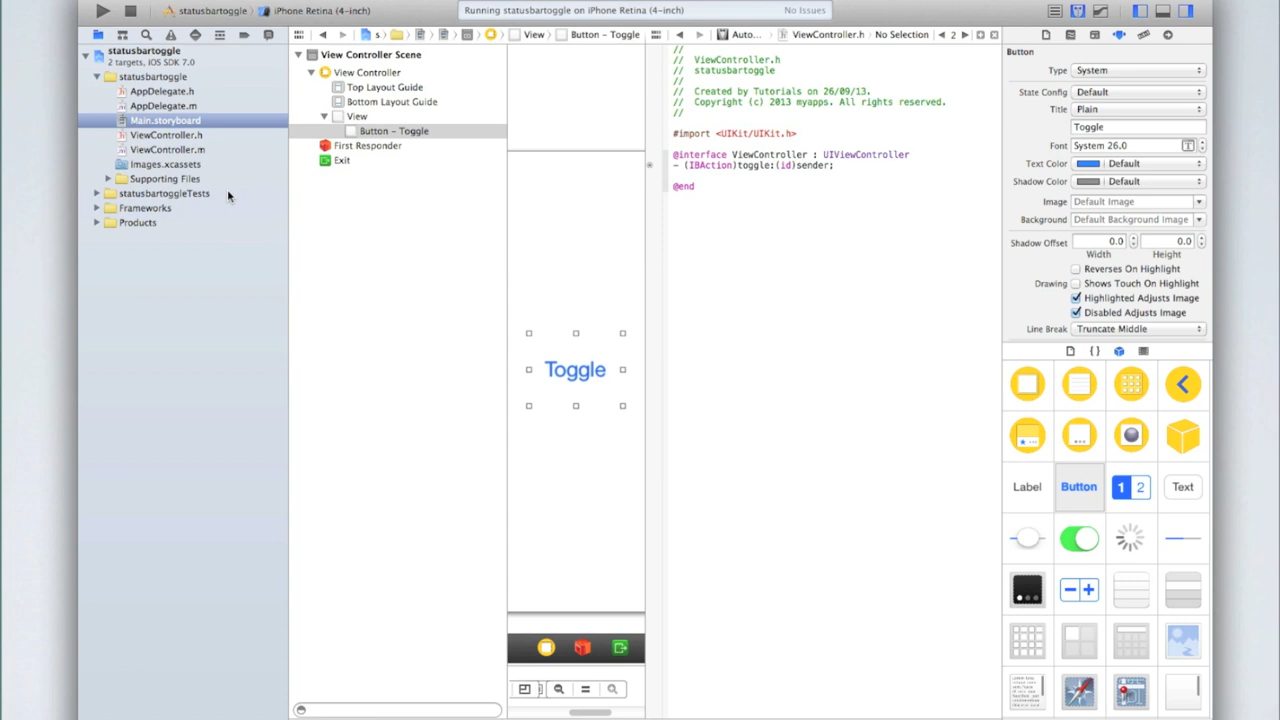 statusbartoggle
iPhone Retina (4-inch)
Running statusbartoggle on iPhone Retina (4-inch)
No Issues
s.
View
Button - Toggle
Auto...
ViewController.h
No Selection
2
statusbartoggle
2 targets, iOS SDK 7.0
statusbartoggle
AppDelegate.h
AppDelegate.m
Main.storyboard
ViewController.h
ViewController.m
Images.xcassets
Supporting Files
statusbartoggleTests
Frameworks
Products
View Controller Scene
View Controller
Top Layout Guide
Bottom Layout Guide
View
Button - Toggle
First Responder
Exit
Toggle
//
// ViewController.h
// statusbartoggle
//
// Created by Tutorials on 26/09/13.
// Copyright (c) 2013 myapps. All rights reserved.
//
#import <UIKit/UIKit.h>
@interface ViewController : UIViewController
- (IBAction)toggle:(id)sender;
@end
Button
Type System
State Config Default
Title Plain
Toggle
Font System 26.0
Text Color Default
Shadow Color Default
Image Default Image
Background Default Background Image
Shadow Offset 0.0 0.0
Width Height
Reverses On Highlight
Drawing Shows Touch On Highlight
Highlighted Adjusts Image
Disabled Adjusts Image
Line Break Truncate Middle
Label
Button
1 2
Text